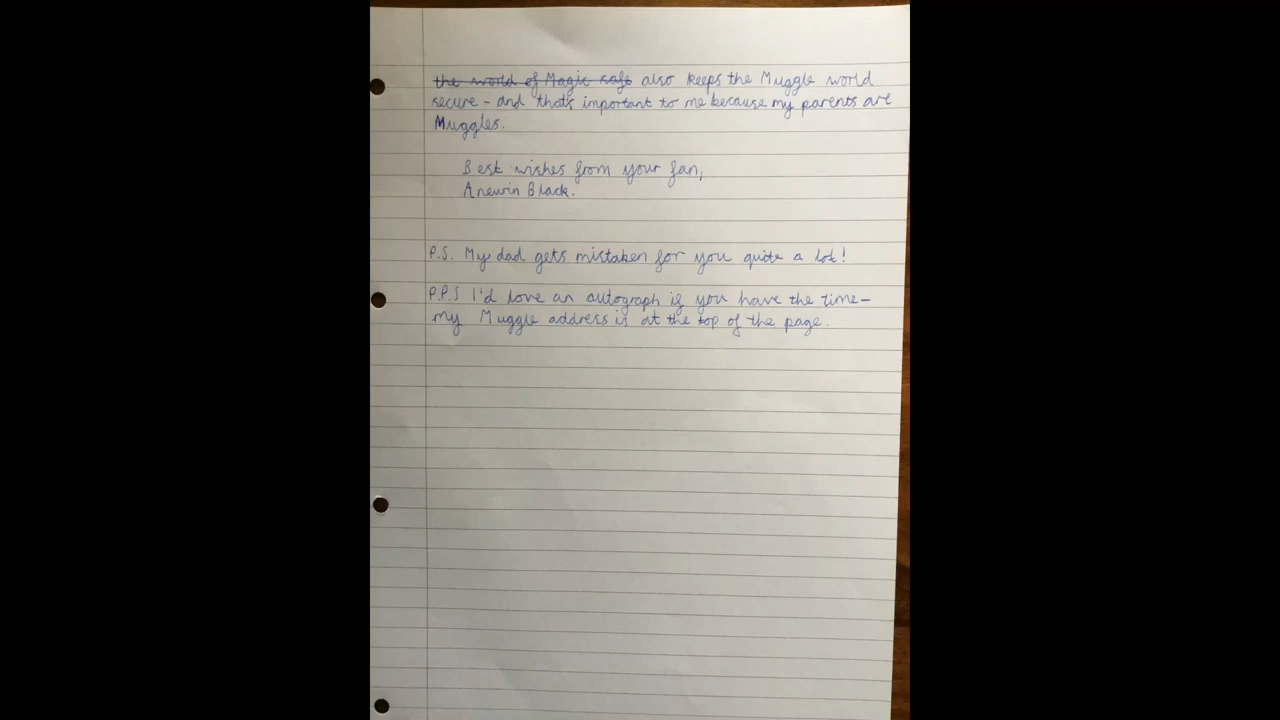 the world of Magic safe also keeps the Muggle world
secure - and that's important to me because my parents are
Muggles.
Best wishes from your fan,
Aneurin Black.
P.S. My dad gets mistaken for you quite a lot!
P.P.S I'd love an autograph if you have the time-
my Muggle address is at the top of the page.